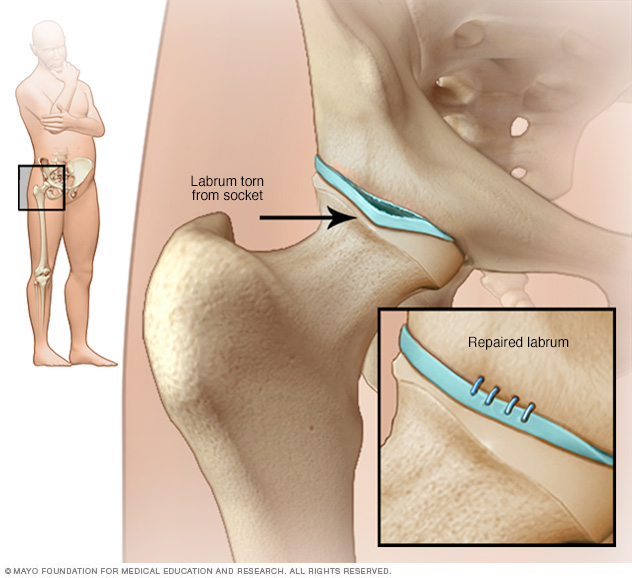 Labrum torn
from socket
Repaired labrum
© MAYO FOUNDATION FOR MEDICAL EDUCATION AND RESEARCH. ALL RIGHTS RESERVED.